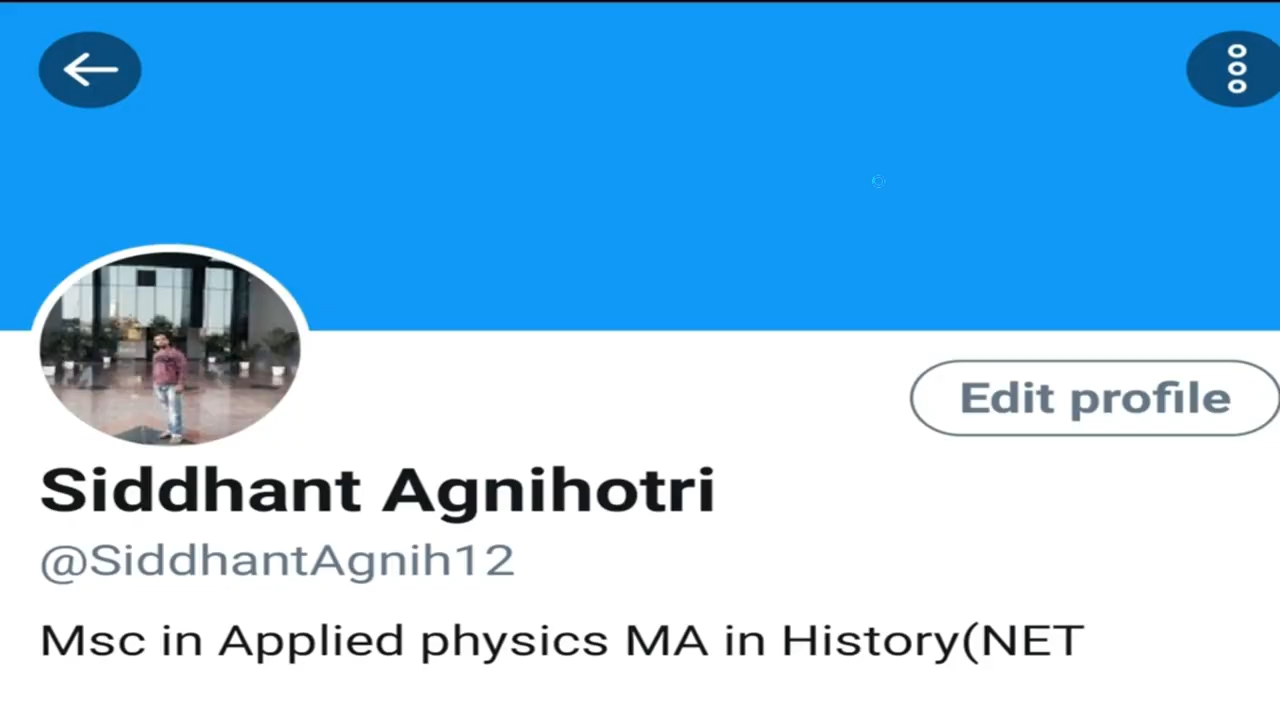 Edit profile
Siddhant Agnihotri
@SiddhantAgnih12
Msc in Applied physics MA in History(NET